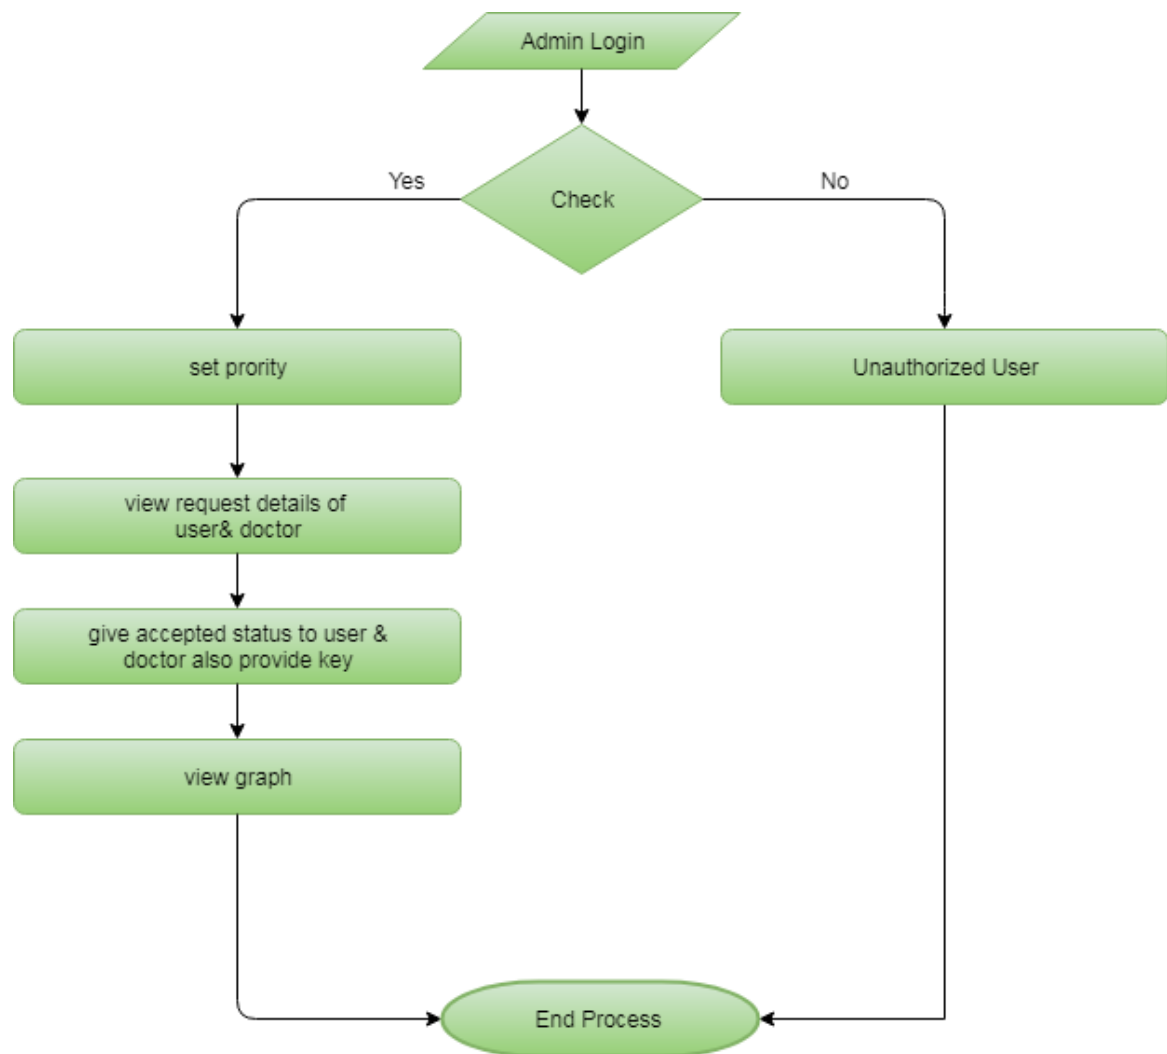 Admin Login
Check
Yes
No
set prority
Unauthorized User
view request details of
user& doctor
give accepted status to user &
doctor also provide key
view graph
End Process